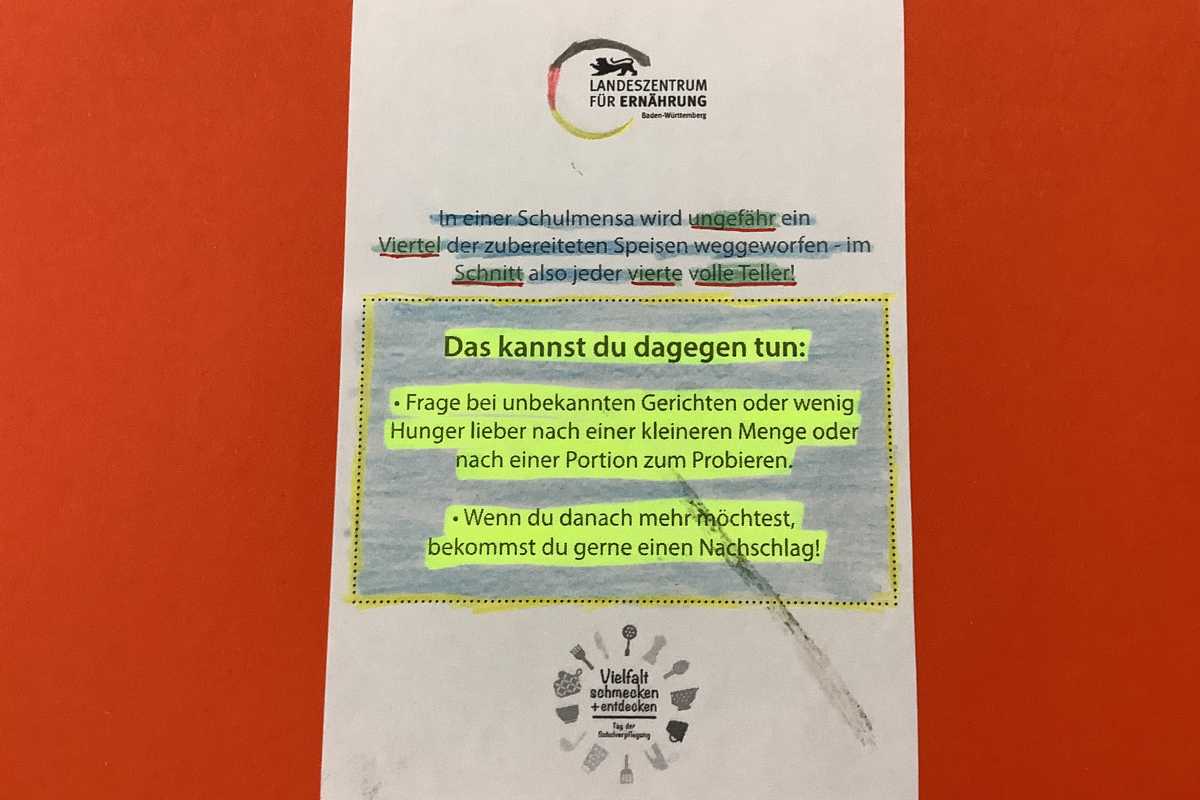 LANDESZENTRUM
FÜR ERNÄHRUNG
Baden-Württemberg
In einer Schulmensa wird ungefähr ein
Viertel der zubereiteten Speisen weggeworfen - im
Schnitt also jeder vierte volle Teller!
Das kannst du dagegen tun:
• Frage bei unbekannten Gerichten oder wenig
Hunger lieber nach einer kleineren Menge oder
nach einer Portion zum Probieren.
• Wenn du danach mehr möchtest,
bekommst du gerne einen Nachschlag!
Vielfalt
schmecken
+entdecken
Tag der
Schulverpflegung